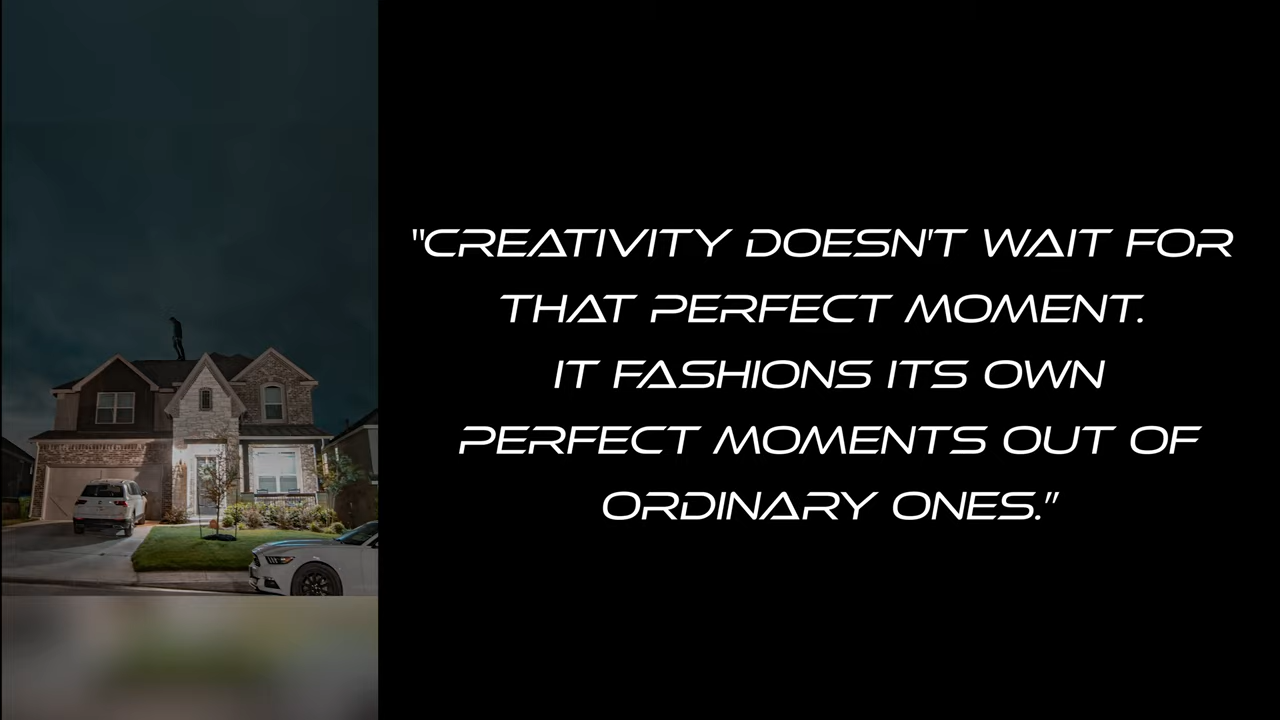 "CREATIVITY DOESN'T WAIT FOR
THAT PERFECT MOMENT.
IT FASHIONS ITS OWN
PERFECT MOMENTS OUT OF
ORDINARY ONES."